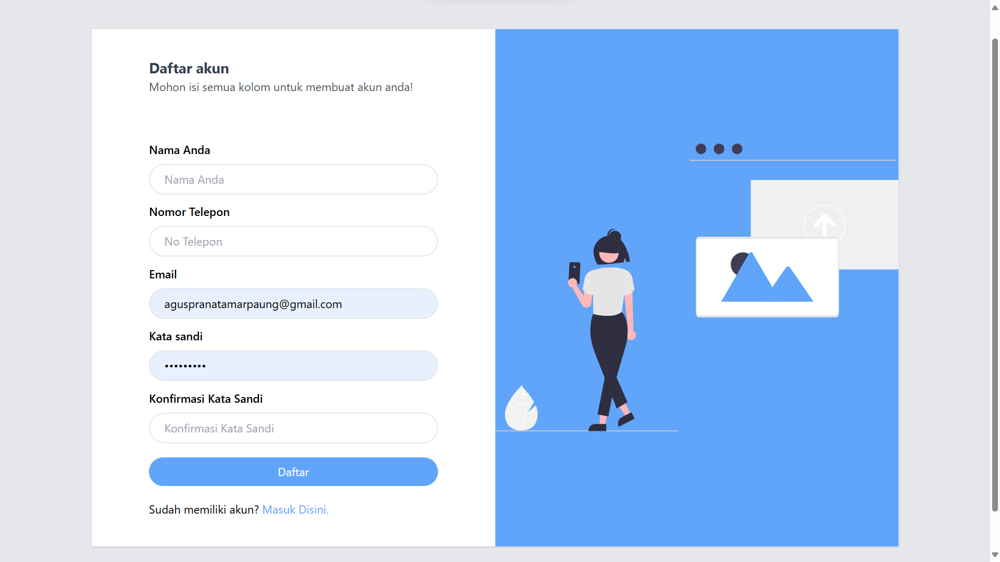 Daftar akun
Mohon isi semua kolom untuk membuat akun anda!
Nama Anda
Nama Anda
Nomor Telepon
No Telepon
Email
aguspranatamarpaung@gmail.com
Kata sandi
•••••••••
Konfirmasi Kata Sandi
Konfirmasi Kata Sandi
Daftar
Sudah memiliki akun? Masuk Disini.